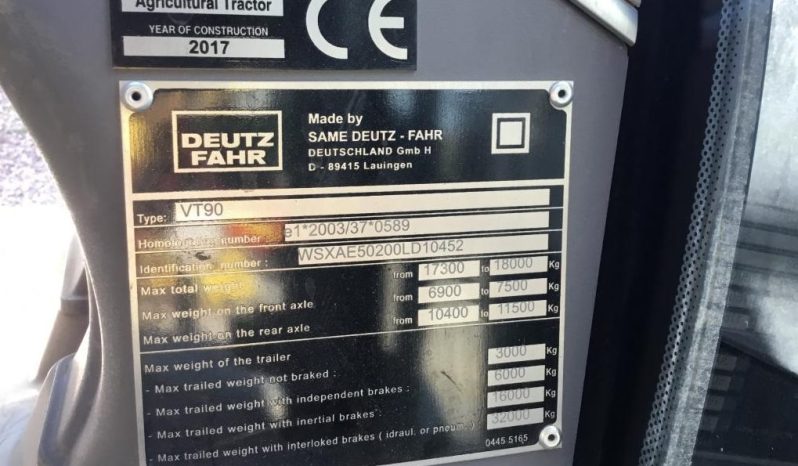 Agricultural Tractor
YEAR OF CONSTRUCTION
2017
CE
DEUTZ
FAHR
Made by
SAME DEUTZ - FAHR
DEUTSCHLAND Gmb H
D - 89415 Lauingen
Type: VT90
number : e1*2003/37*0589
Identification number : WSXAE50200LD10452
Max total weight from 17300 to 18000 Kg
Max weight on the front axle from 6900 to 7500 Kg
Max weight on the rear axle from 10400 to 11500 Kg
Max weight of the trailer
- Max trailed weight not braked : 3000 Kg
- Max trailed weight with independent brakes : 6000 Kg
- Max trailed weight with inertial brakes : 16000 Kg
- Max trailed weight with interloked brakes ( idraul. or pneum. ) 32000 Kg
0445 5165